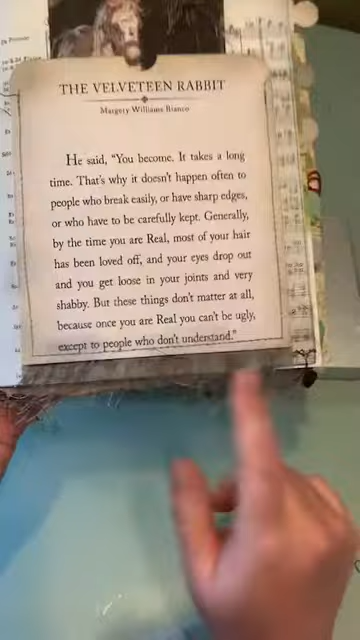 THE VELVETEEN RABBIT
Margery Williams Bianco
He said, "You become. It takes a long
time. That's why it doesn't happen often to
people who break easily, or have sharp edges,
or who have to be carefully kept. Generally,
by the time you are Real, most of your hair
has been loved off, and your eyes drop out
and you get loose in your joints and very
shabby. But these things don't matter at all,
because once you are Real you can't be ugly,
except to people who don't understand."